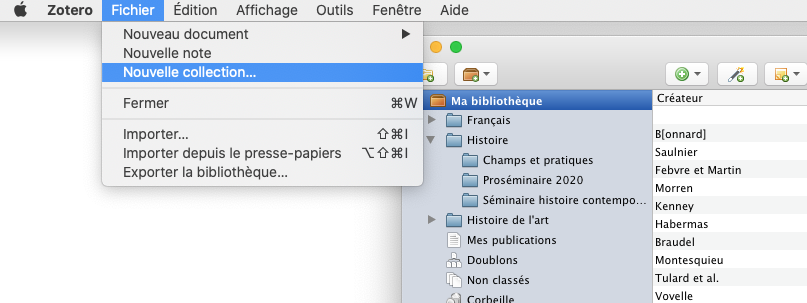 Zotero Fichier Édition Affichage Outils Fenêtre Aide
Nouveau document
Nouvelle note
Nouvelle collection...
Fermer ⌘W
Importer... ⇧⌘I
Importer depuis le presse-papiers ⌥⇧⌘I
Exporter la bibliothèque...
Ma bibliothèque
Français
Histoire
Champs et pratiques
Proséminaire 2020
Séminaire histoire contempo...
Histoire de l'art
Mes publications
Doublons
Non classés
Corbeille
Créateur
B[onnard]
Saulnier
Febvre et Martin
Morren
Kenney
Habermas
Braudel
Montesquieu
Tulard et al.
Vovelle